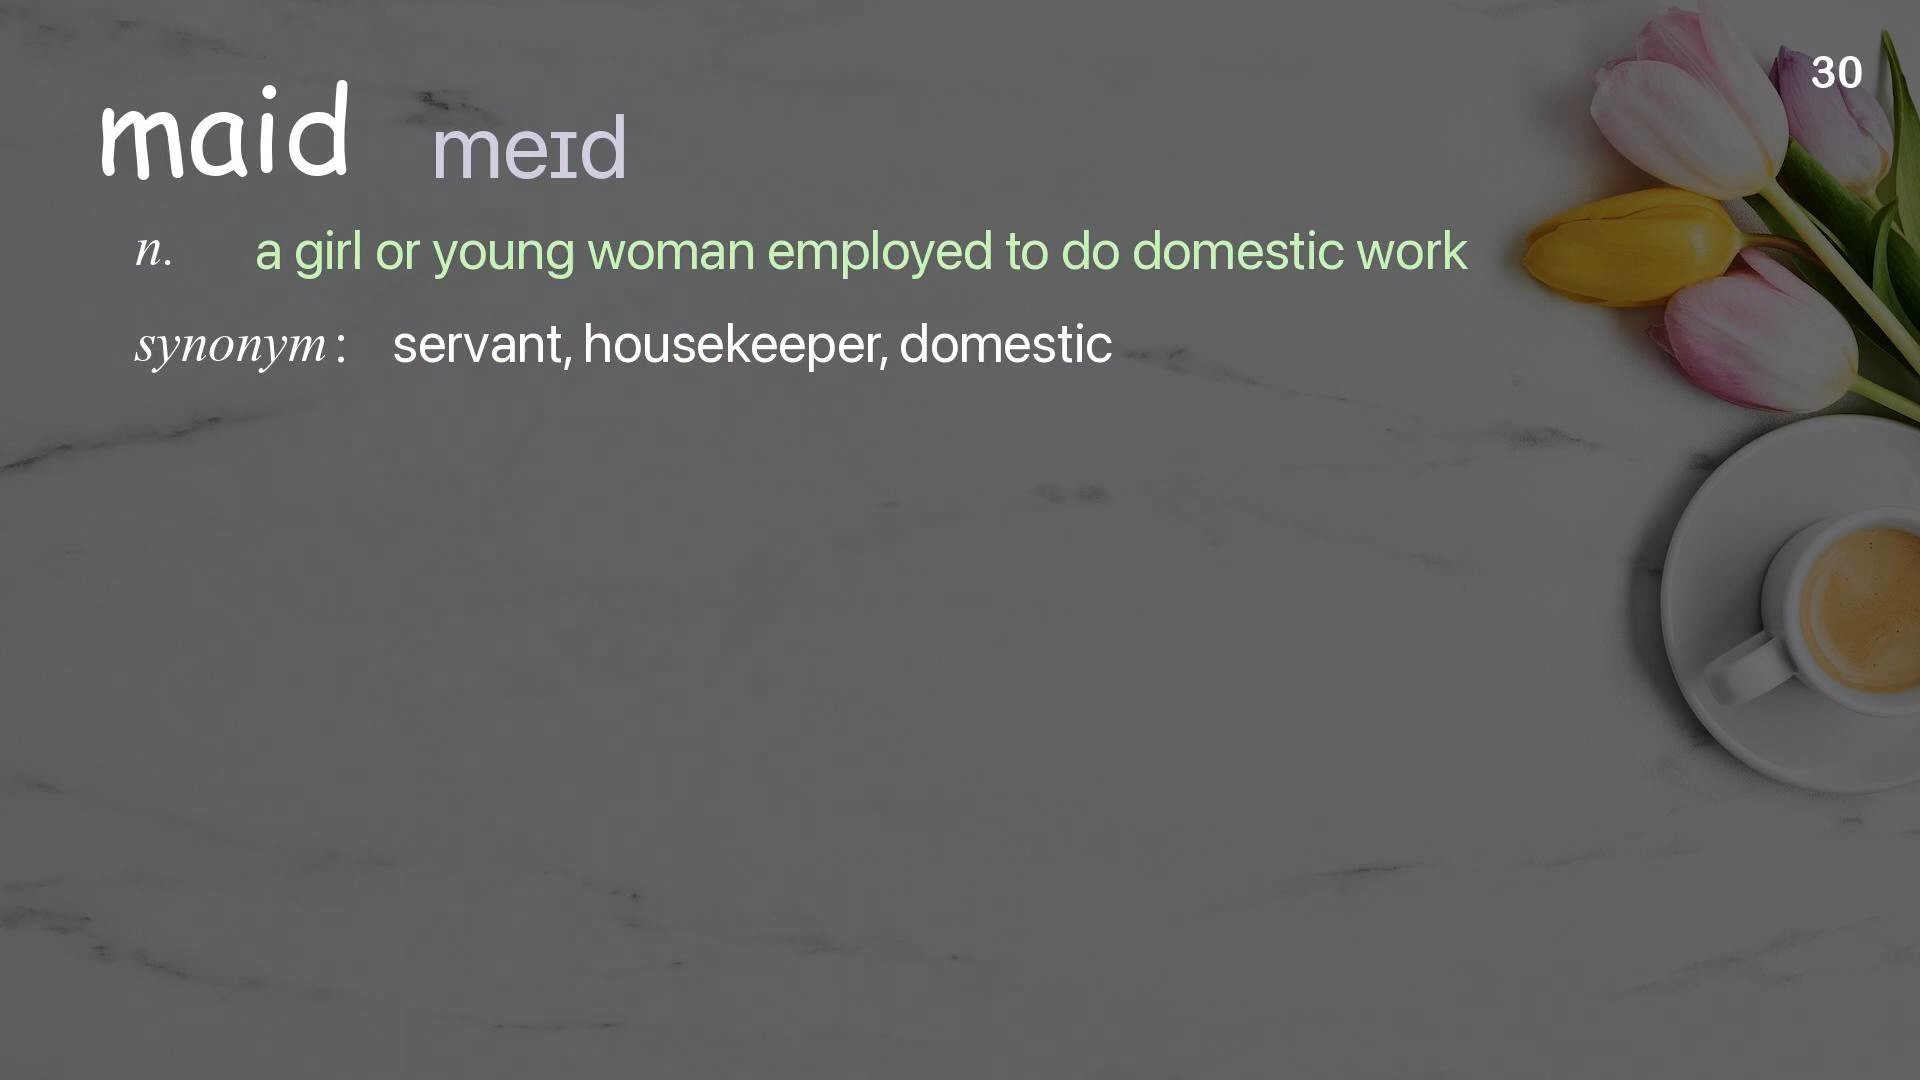 30
maid meɪd
n. a girl or young woman employed to do domestic work
synonym: servant, housekeeper, domestic